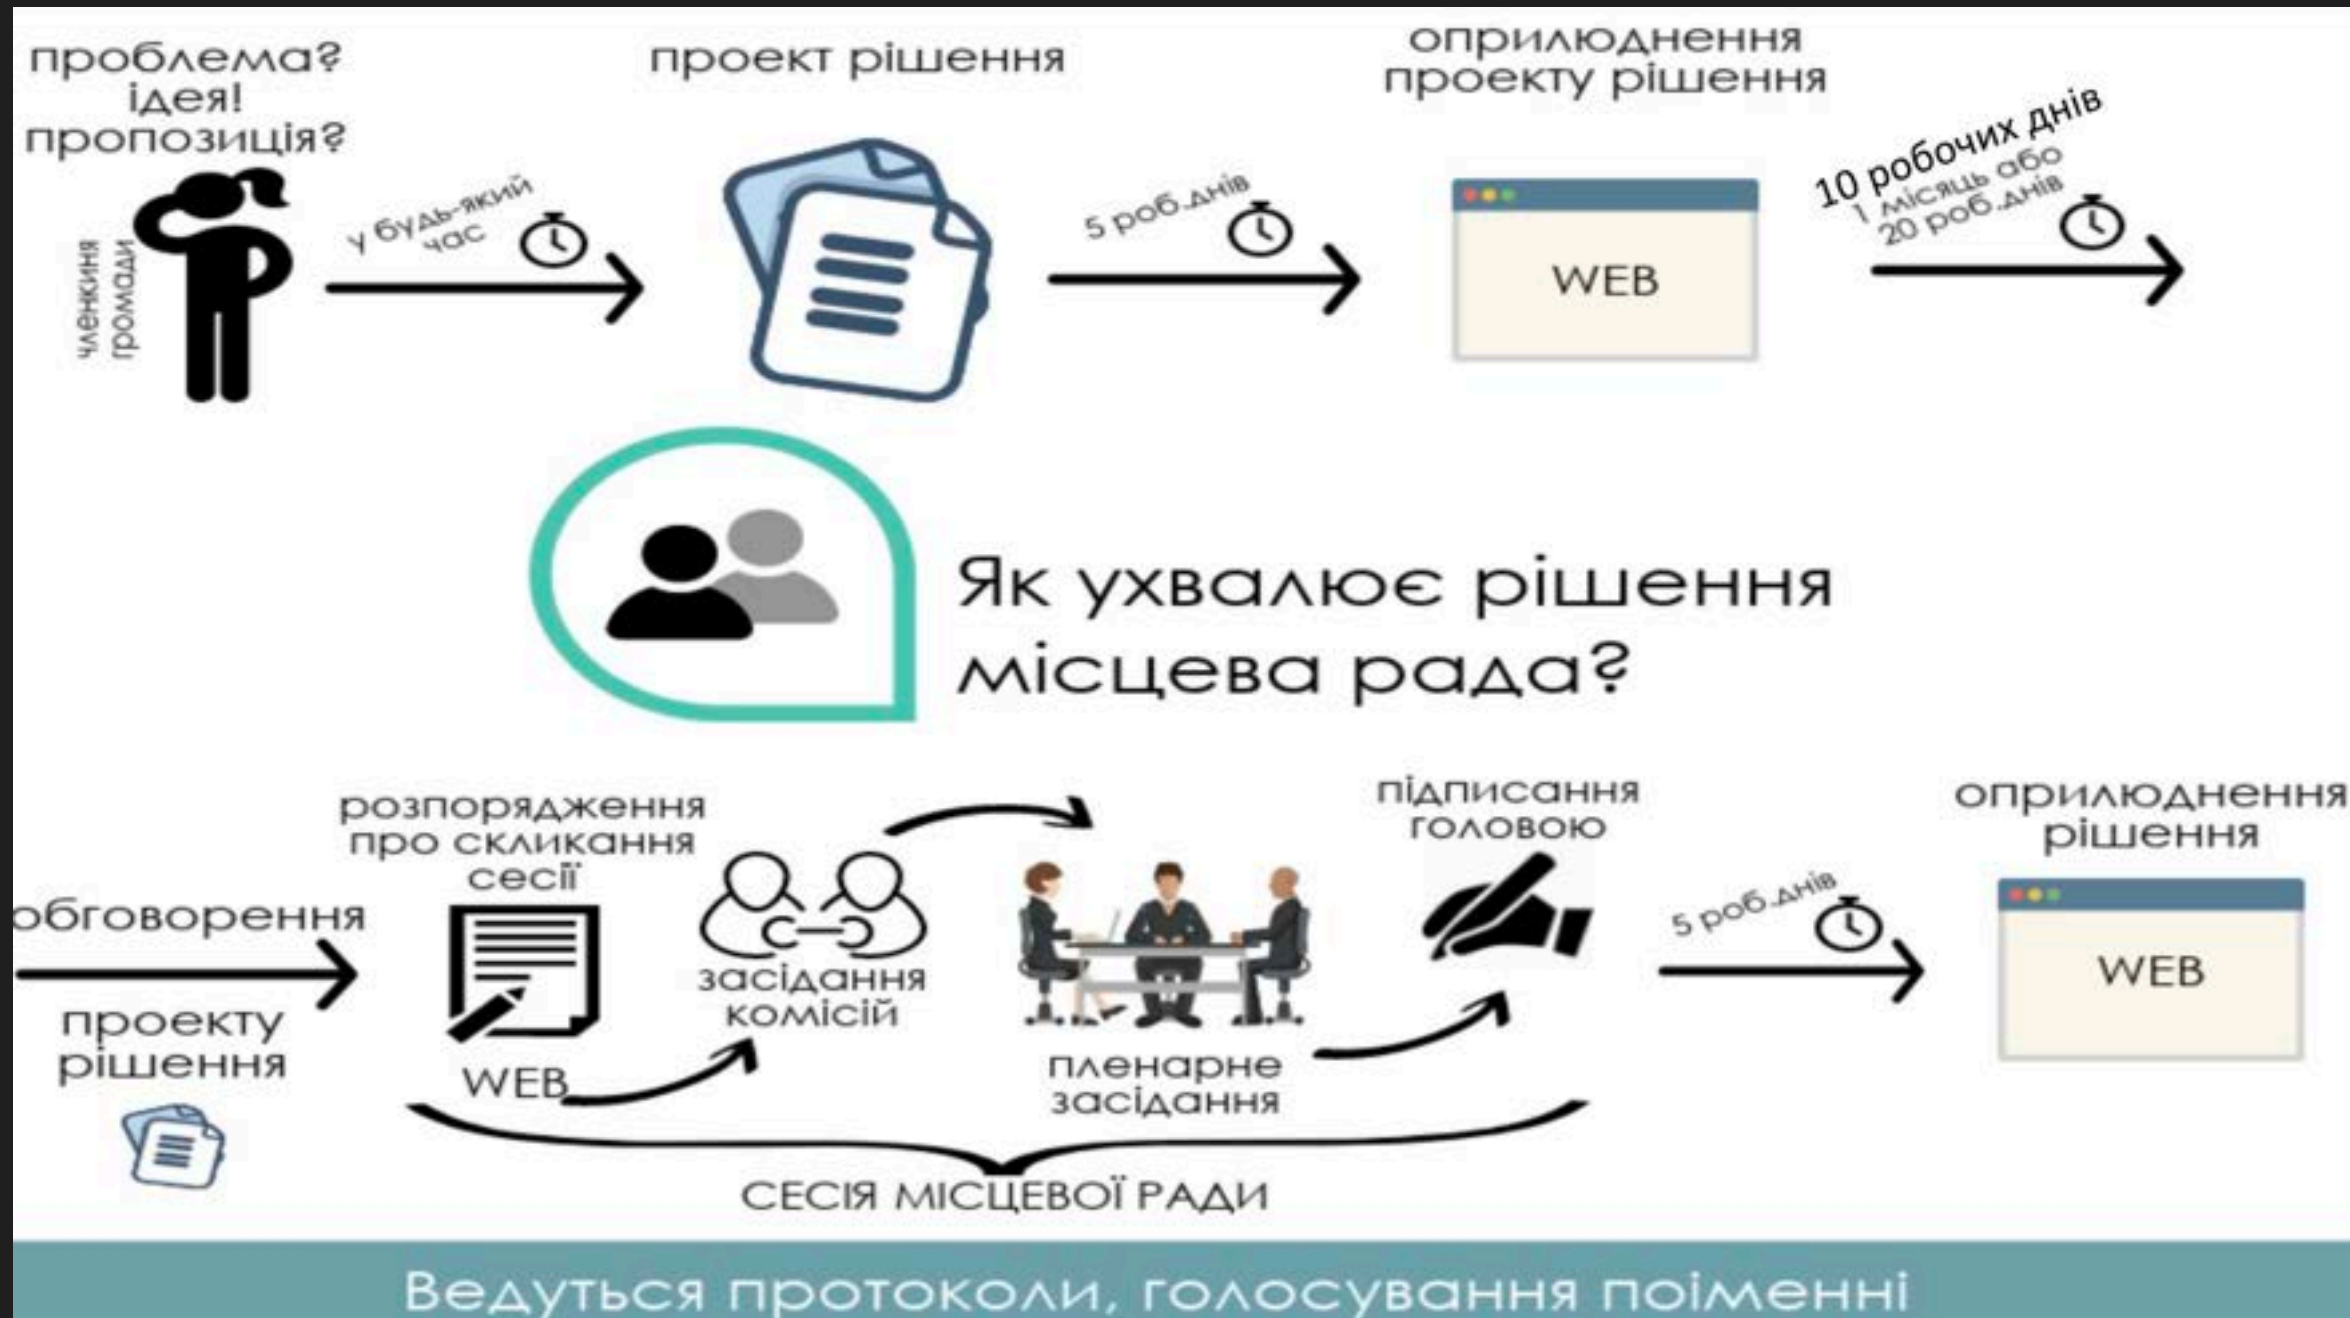 проблема?
ідея!
пропозиція?
членкиня
громади
у будь-який
час
проект рішення
5 роб.днів
оприлюднення
проекту рішення
WEB
10 робочих днів
1 місяць або
20 роб.днів
Як ухвалює рішення
місцева рада?
обговорення
проекту
рішення
розпорядження
про скликання
сесії
WEB
засідання
комісій
пленарне
засідання
підписання
головою
5 роб.днів
оприлюднення
рішення
WEB
СЕСІЯ МІСЦЕВОЇ РАДИ
Ведуться протоколи, голосування поіменні